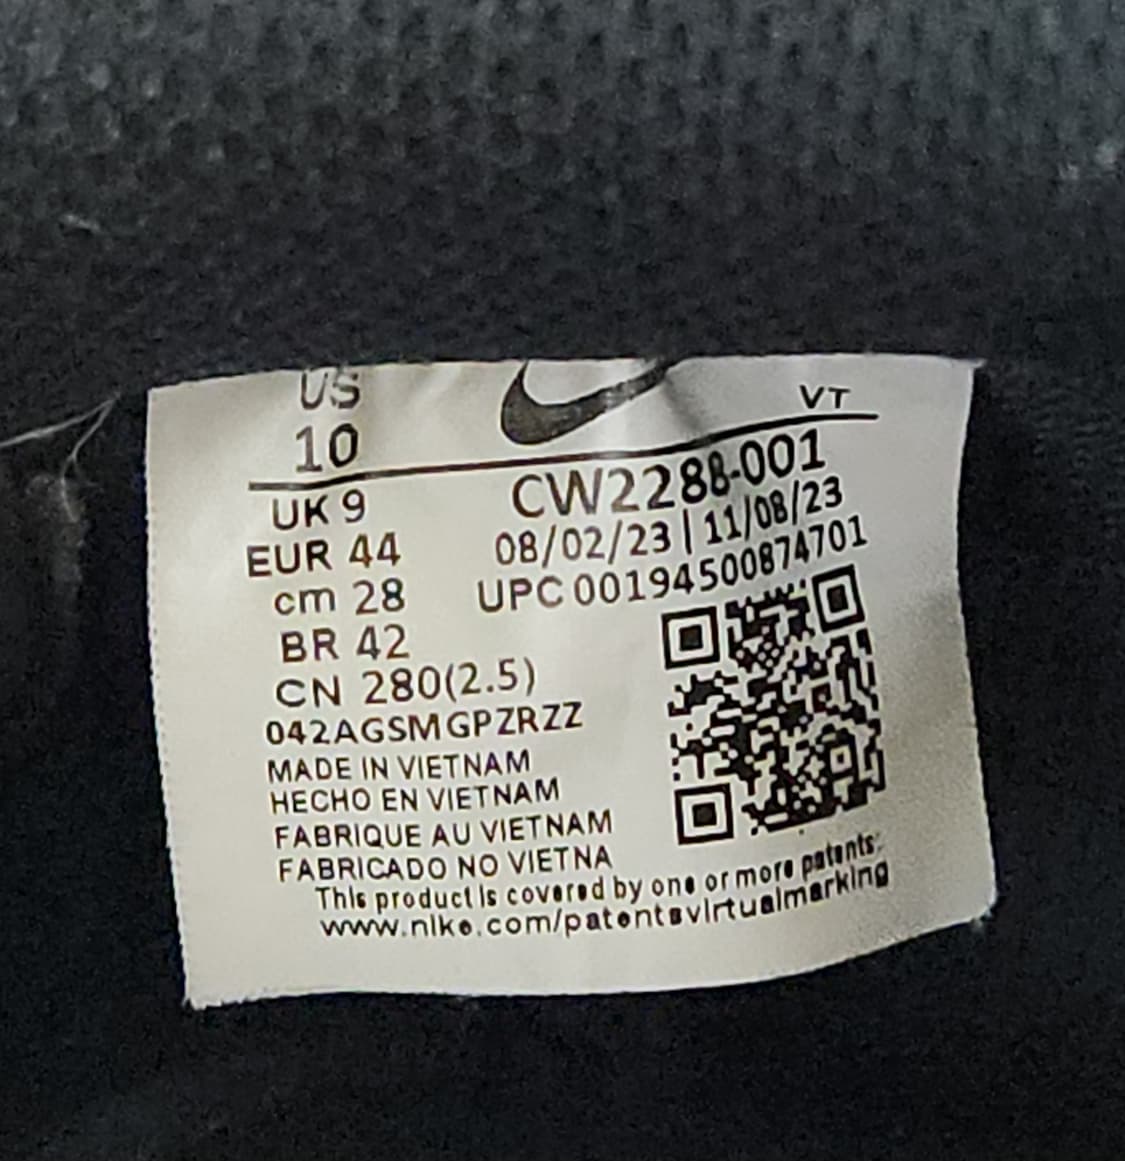 US
10
VT
UK 9
EUR 44
cm 28
BR 42
CN 280(2.5)
CW2288-001
08/02/23 | 11/08/23
UPC 00194500874701
042AGSMGPZRZZ
MADE IN VIETNAM
HECHO EN VIETNAM
FABRIQUE AU VIETNAM
FABRICADO NO VIETNA
This product is covered by one or more patents:
www.nike.com/patentsvirtualmarking